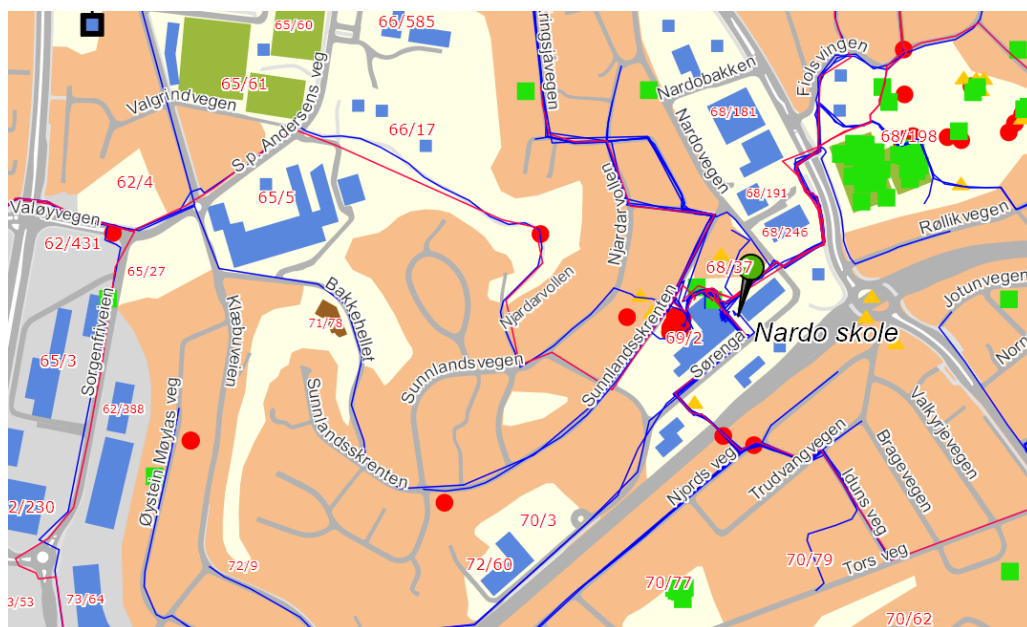 65/60
66/585
Fiolsvingen
65/61
Nardobakken
Valgrindvegen
S.p. Andersens veg
66/17
68/181
Nardovegen
68/198
62/4
65/5
Njardarvollen
68/191
Valøyvegen
62/431
68/246
Røllikvegen
65/27
68/37
Bakkehellet
Njardarvollen
Jotunvegen
71/78
Klæbuveien
Sunnlandsskrenten
69/2
Nardo skole
Sørenga
65/3
Sorgenfriveien
Sunnlandsvegen
62/388
Øystein Møylas veg
Sunnlandsskrenten
Valkyrjevegen
Bragevegen
Trudvangvegen
Njords veg
Iduns veg
70/3
72/60
72/9
70/79
Tors veg
70/77
73/64
70/62